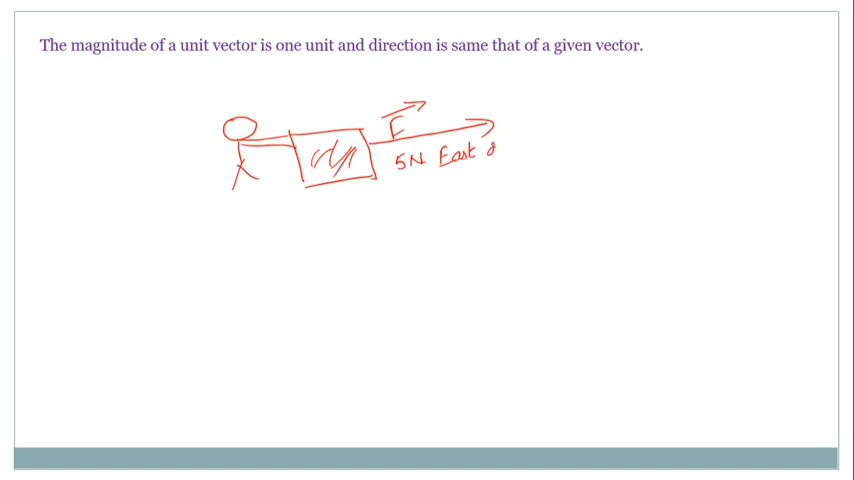 The magnitude of a unit vector is one unit and direction is same that of a given vector.
F
5N East